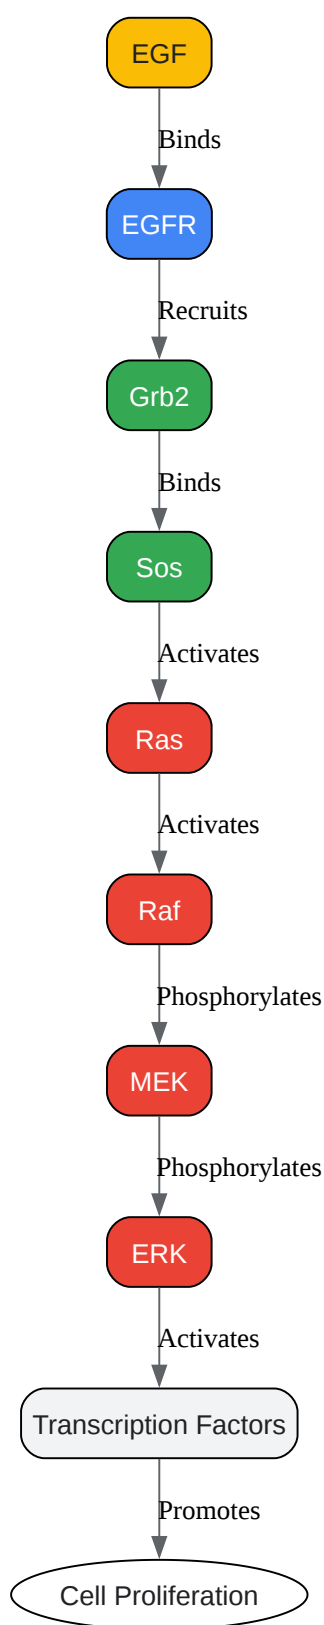 EGF
Binds
EGFR
Recruits
Grb2
Binds
Sos
Activates
Ras
Activates
Raf
Phosphorylates
MEK
Phosphorylates
ERK
Activates
Transcription Factors
Promotes
Cell Proliferation